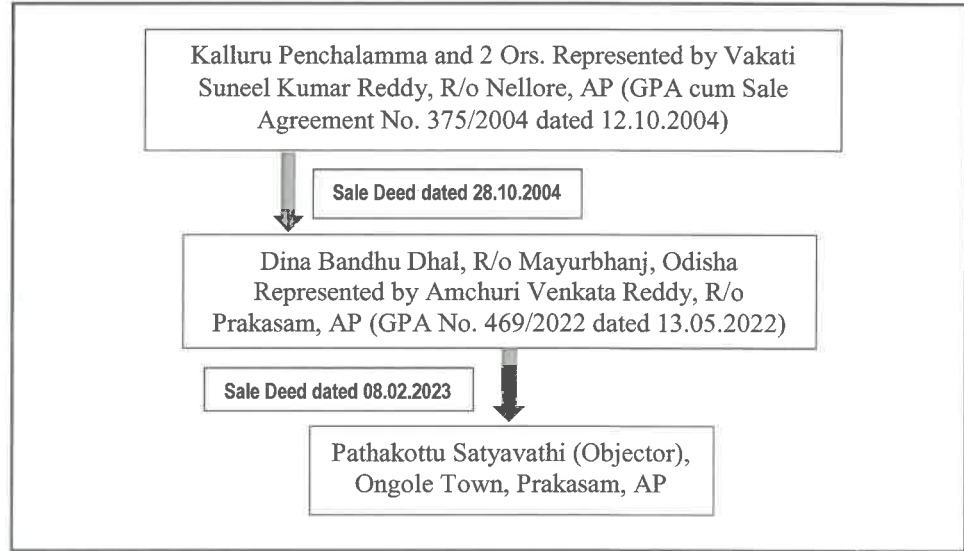 Kalluru Penchalamma and 2 Ors. Represented by Vakati
Suneel Kumar Reddy, R/o Nellore, AP (GPA cum Sale
Agreement No. 375/2004 dated 12.10.2004)
Sale Deed dated 28.10.2004
Dina Bandhu Dhal, R/o Mayurbhanj, Odisha
Represented by Amchuri Venkata Reddy, R/o
Prakasam, AP (GPA No. 469/2022 dated 13.05.2022)
Sale Deed dated 08.02.2023
Pathakottu Satyavathi (Objector),
Ongole Town, Prakasam, AP